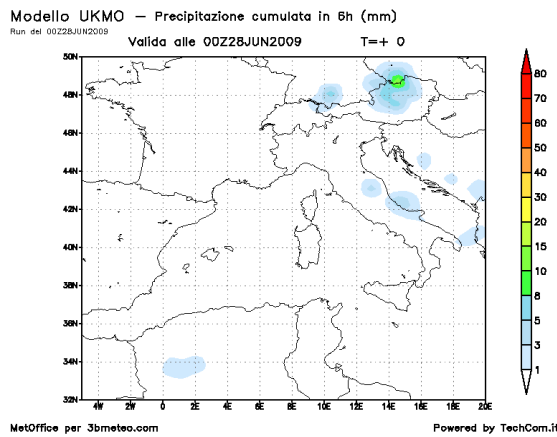 Modello UKMO — Precipitazione cumulata in 6h (mm)
Run del 00Z28JUN2009
Valida alle 00Z28JUN2009 T=+ 0
50N
48N
46N
44N
42N
40N
38N
36N
34N
32N
4W 2W 0 2E 4E 6E 8E 10E 12E 14E 16E 18E 20E
80
70
60
50
40
30
20
15
10
8
5
3
1
MetOffice per 3bmeteo.com Powered by TechCom.it